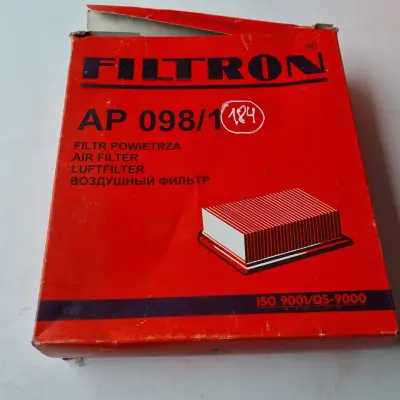 FILTRON ®
AP 098/1 184
FILTR POWIETRZA
AIR FILTER
LUFTFILTER
ВОЗДУШНЫЙ ФИЛЬТР
ISO 9001/QS-9000